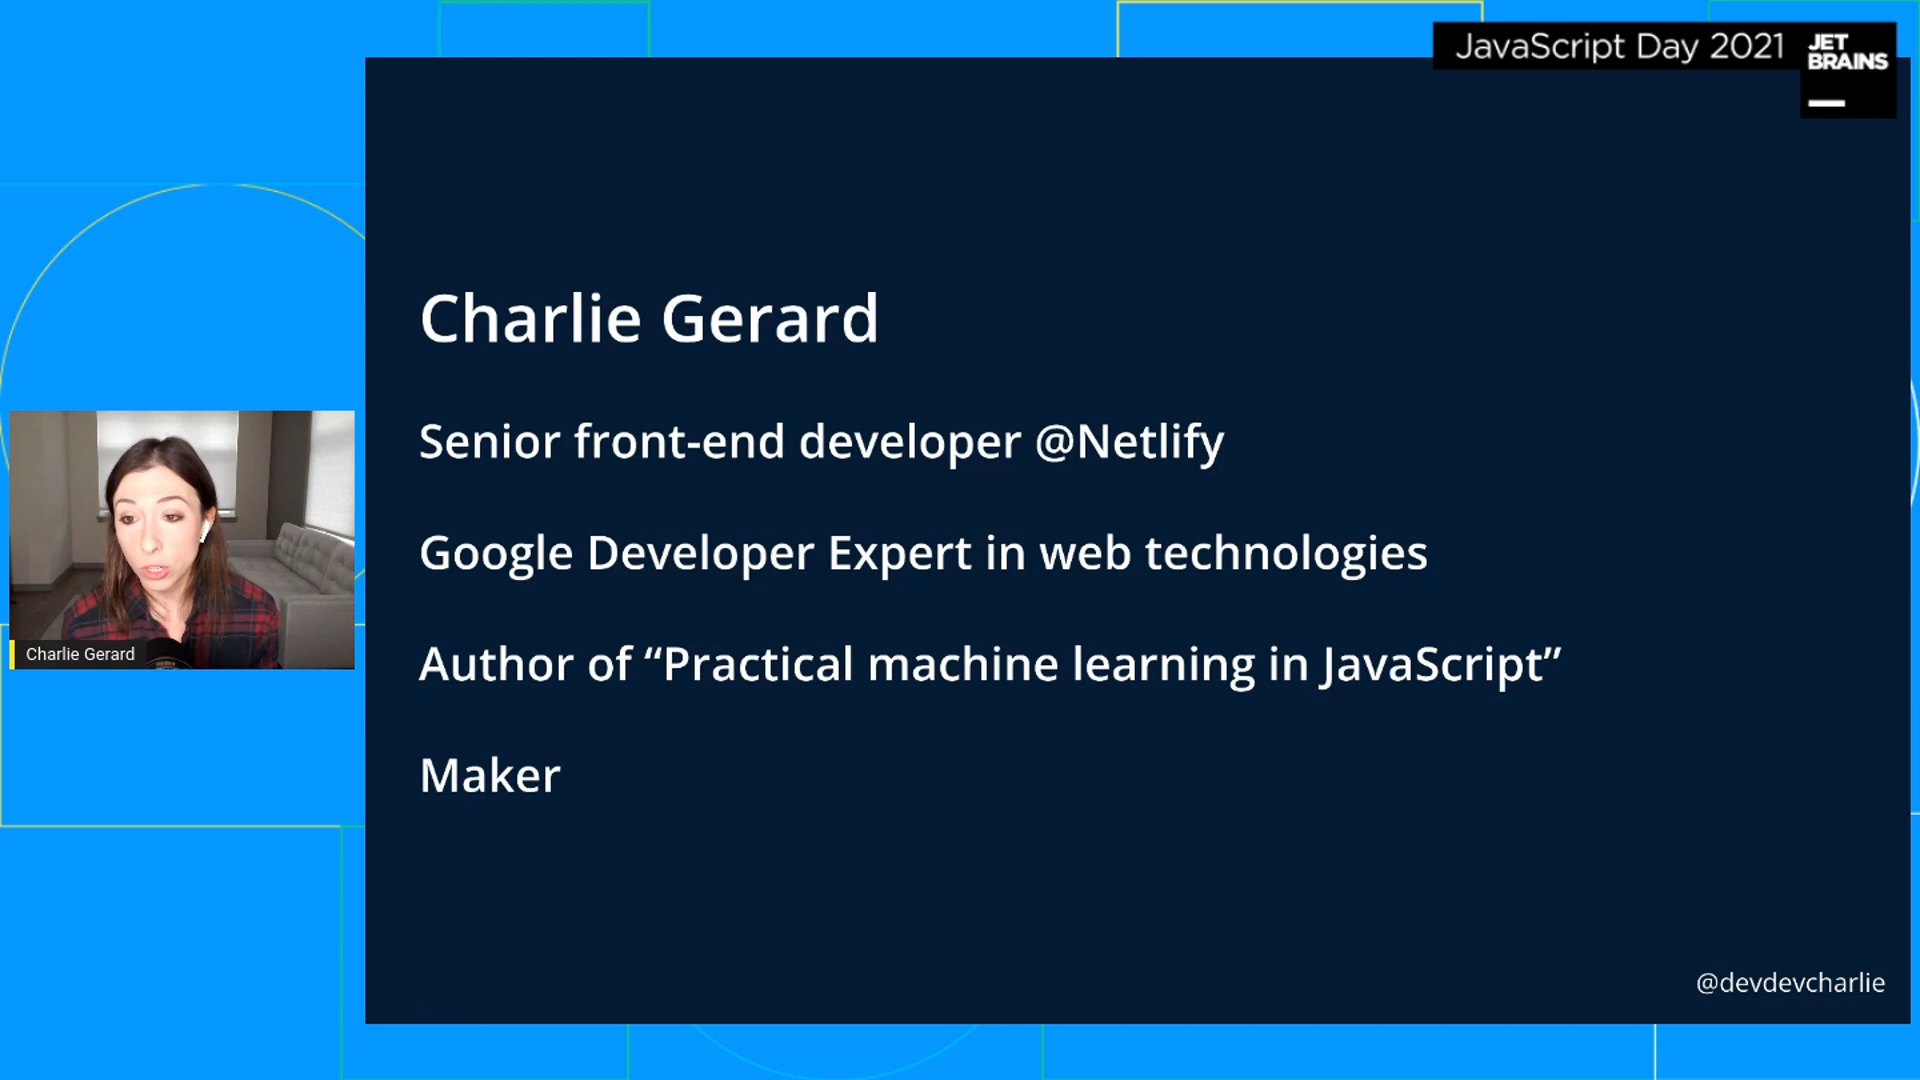 JavaScript Day 2021
JET
BRAINS
Charlie Gerard
Senior front-end developer @Netlify
Google Developer Expert in web technologies
Author of “Practical machine learning in JavaScript”
Maker
Charlie Gerard
@devdevcharlie